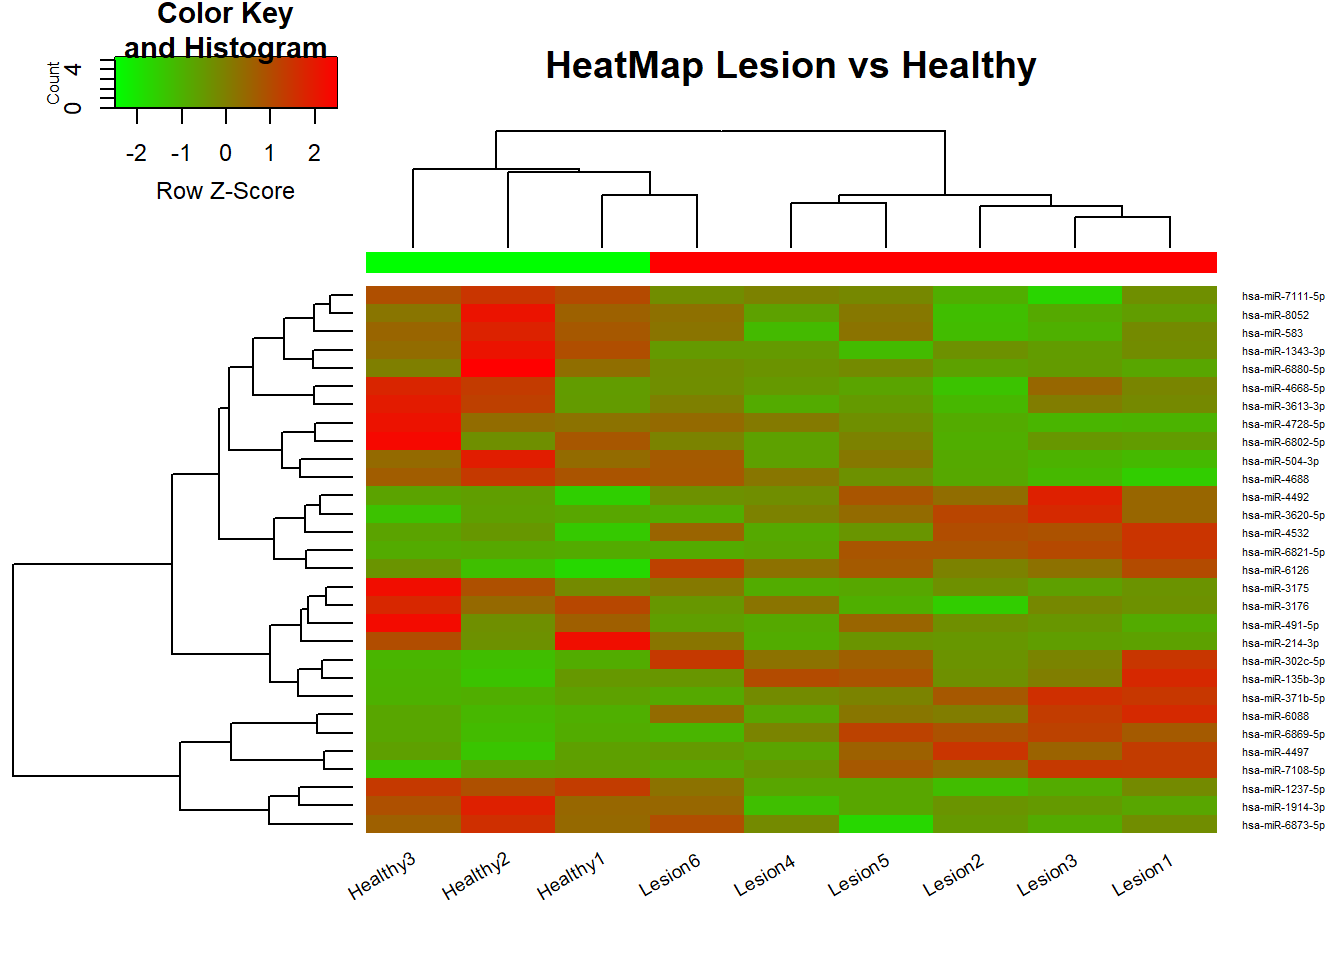 Color Key
and Histogram
Count
0 4
-2 -1 0 1 2
Row Z-Score
HeatMap Lesion vs Healthy
hsa-miR-7111-5p
hsa-miR-8052
hsa-miR-583
hsa-miR-1343-3p
hsa-miR-6880-5p
hsa-miR-4668-5p
hsa-miR-3613-3p
hsa-miR-4728-5p
hsa-miR-6802-5p
hsa-miR-504-3p
hsa-miR-4688
hsa-miR-4492
hsa-miR-3620-5p
hsa-miR-4532
hsa-miR-6821-5p
hsa-miR-6126
hsa-miR-3175
hsa-miR-3176
hsa-miR-491-5p
hsa-miR-214-3p
hsa-miR-302c-5p
hsa-miR-135b-3p
hsa-miR-371b-5p
hsa-miR-6088
hsa-miR-6869-5p
hsa-miR-4497
hsa-miR-7108-5p
hsa-miR-1237-5p
hsa-miR-1914-3p
hsa-miR-6873-5p
Healthy3 Healthy2 Healthy1 Lesion6 Lesion4 Lesion5 Lesion2 Lesion3 Lesion1